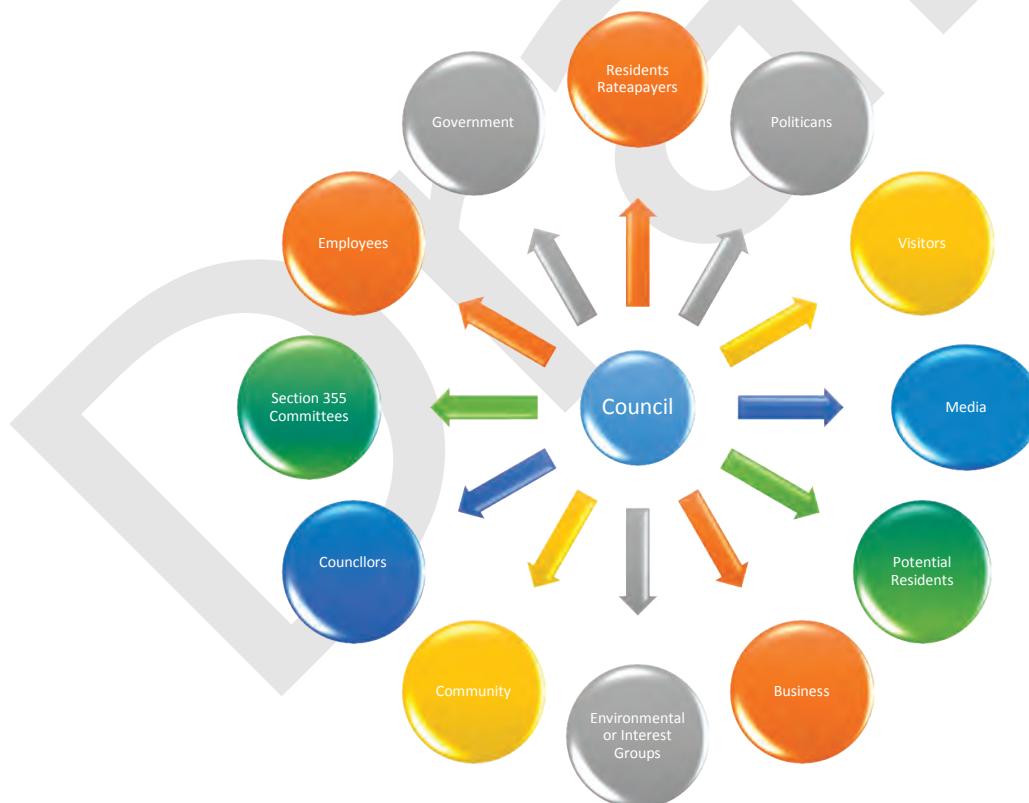 Residents
Rateapayers
Government
Politicans
Employees
Visitors
Section 355
Committees
Council
Media
Councllors
Potential
Residents
Community
Business
Environmental
or Interest
Groups